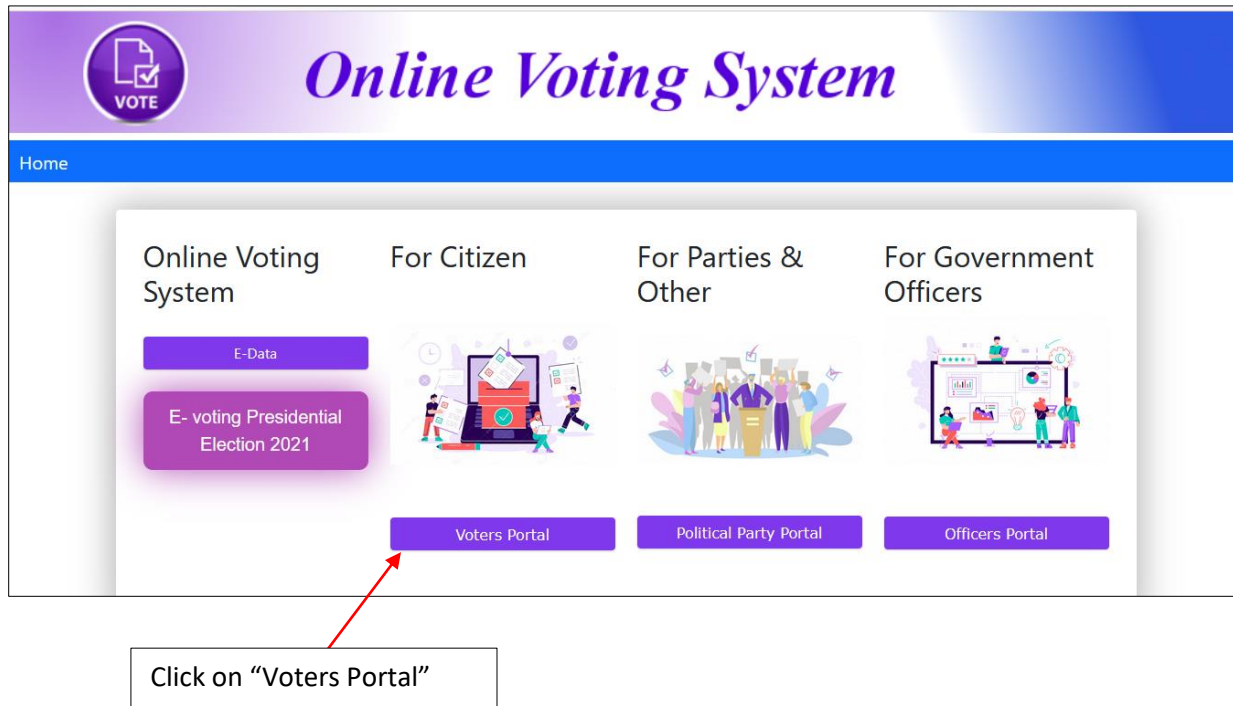 VOTE
Online Voting System
Home
Online Voting
System
E-Data
E- voting Presidential
Election 2021
For Citizen
Voters Portal
For Parties &
Other
Political Party Portal
For Government
Officers
Officers Portal
Click on “Voters Portal”